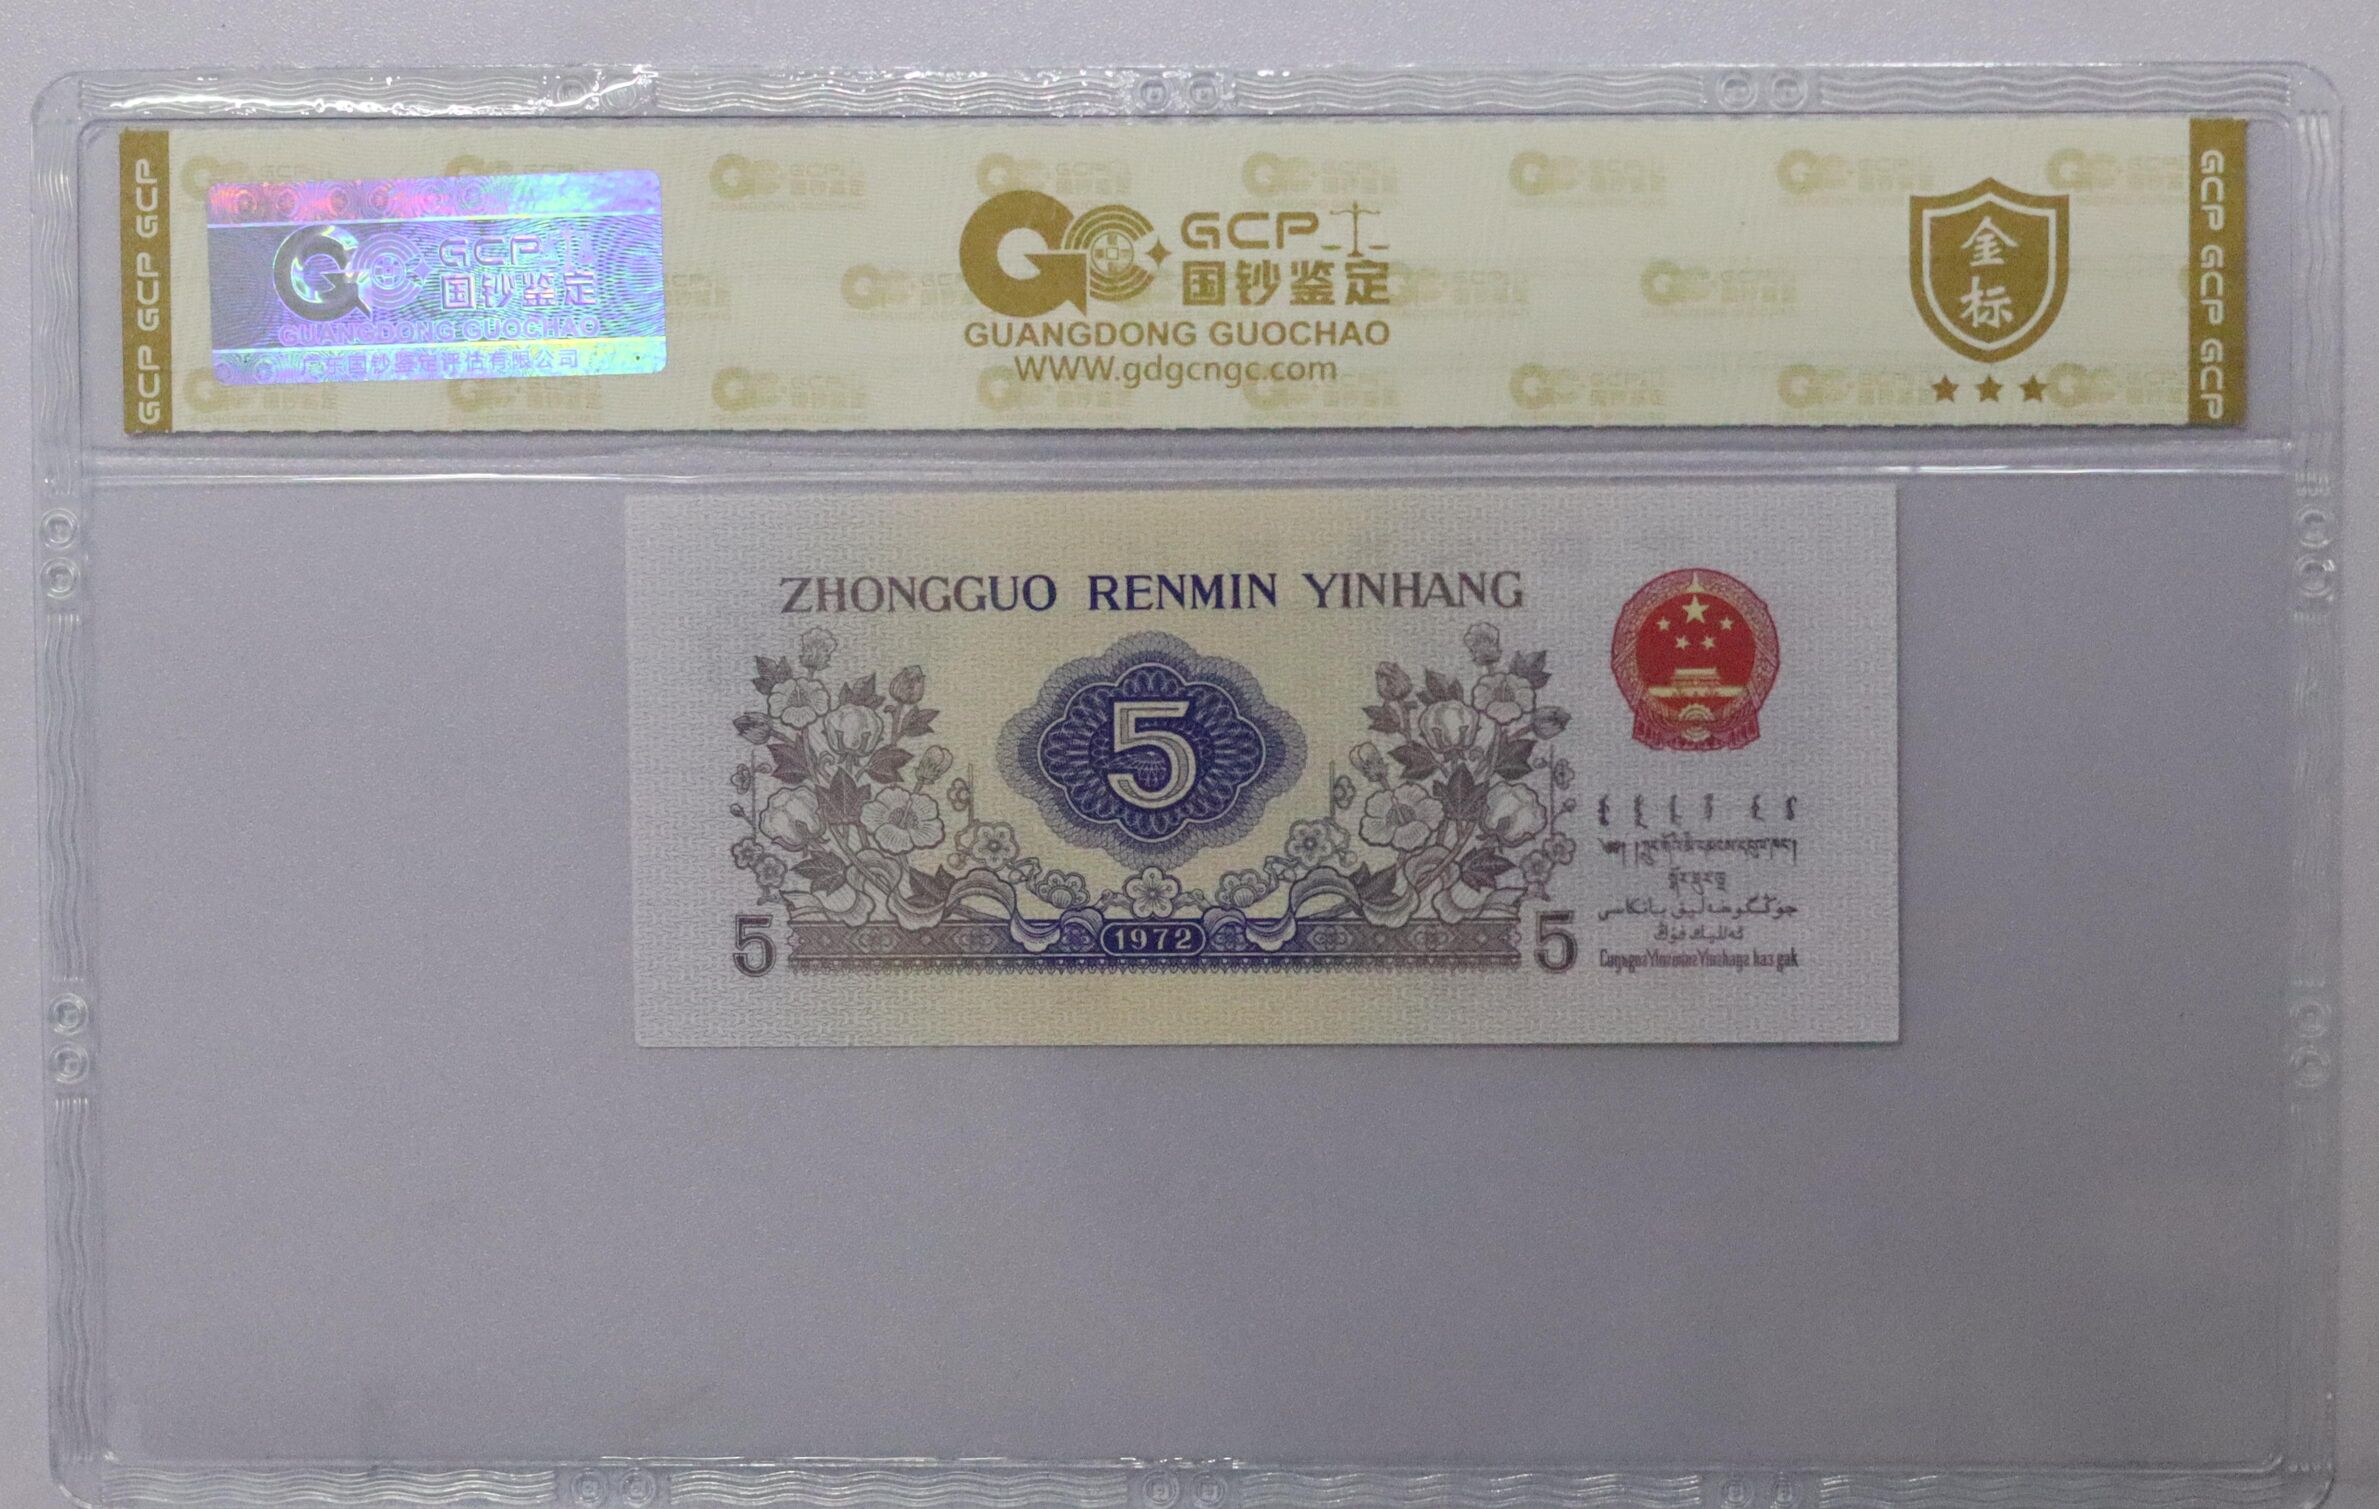 GCP GCP GCP
GCP
国钞鉴定
GUANGDONG GUOCHAO
广东国钞鉴定评估有限公司
GCP
国钞鉴定
GUANGDONG GUOCHAO
WWW.gdgcngc.com
金标
GCP GCP GCP
ZHONGGUO RENMIN YINHANG
5
5
1972
5